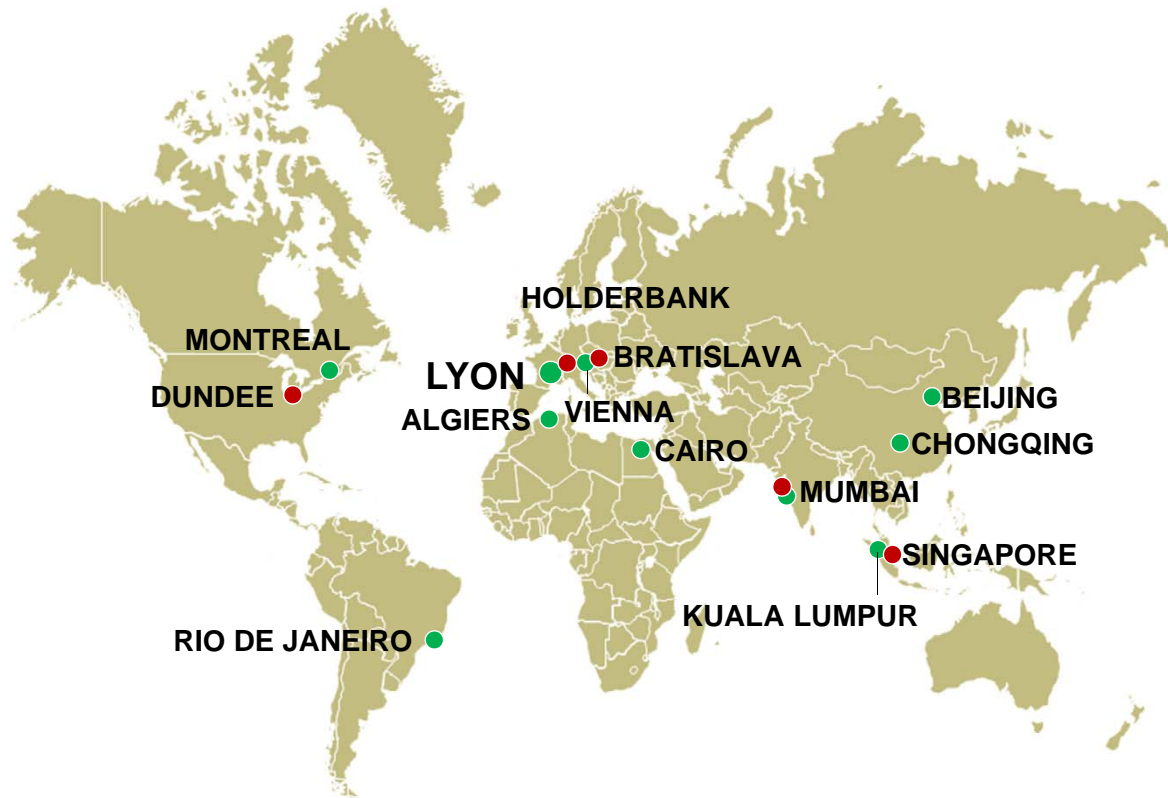 HOLDERBANK
MONTREAL
BRATISLAVA
LYON
DUNDEE
BEIJING
ALGIERS
VIENNA
CHONGQING
CAIRO
MUMBAI
SINGAPORE
KUALA LUMPUR
RIO DE JANEIRO